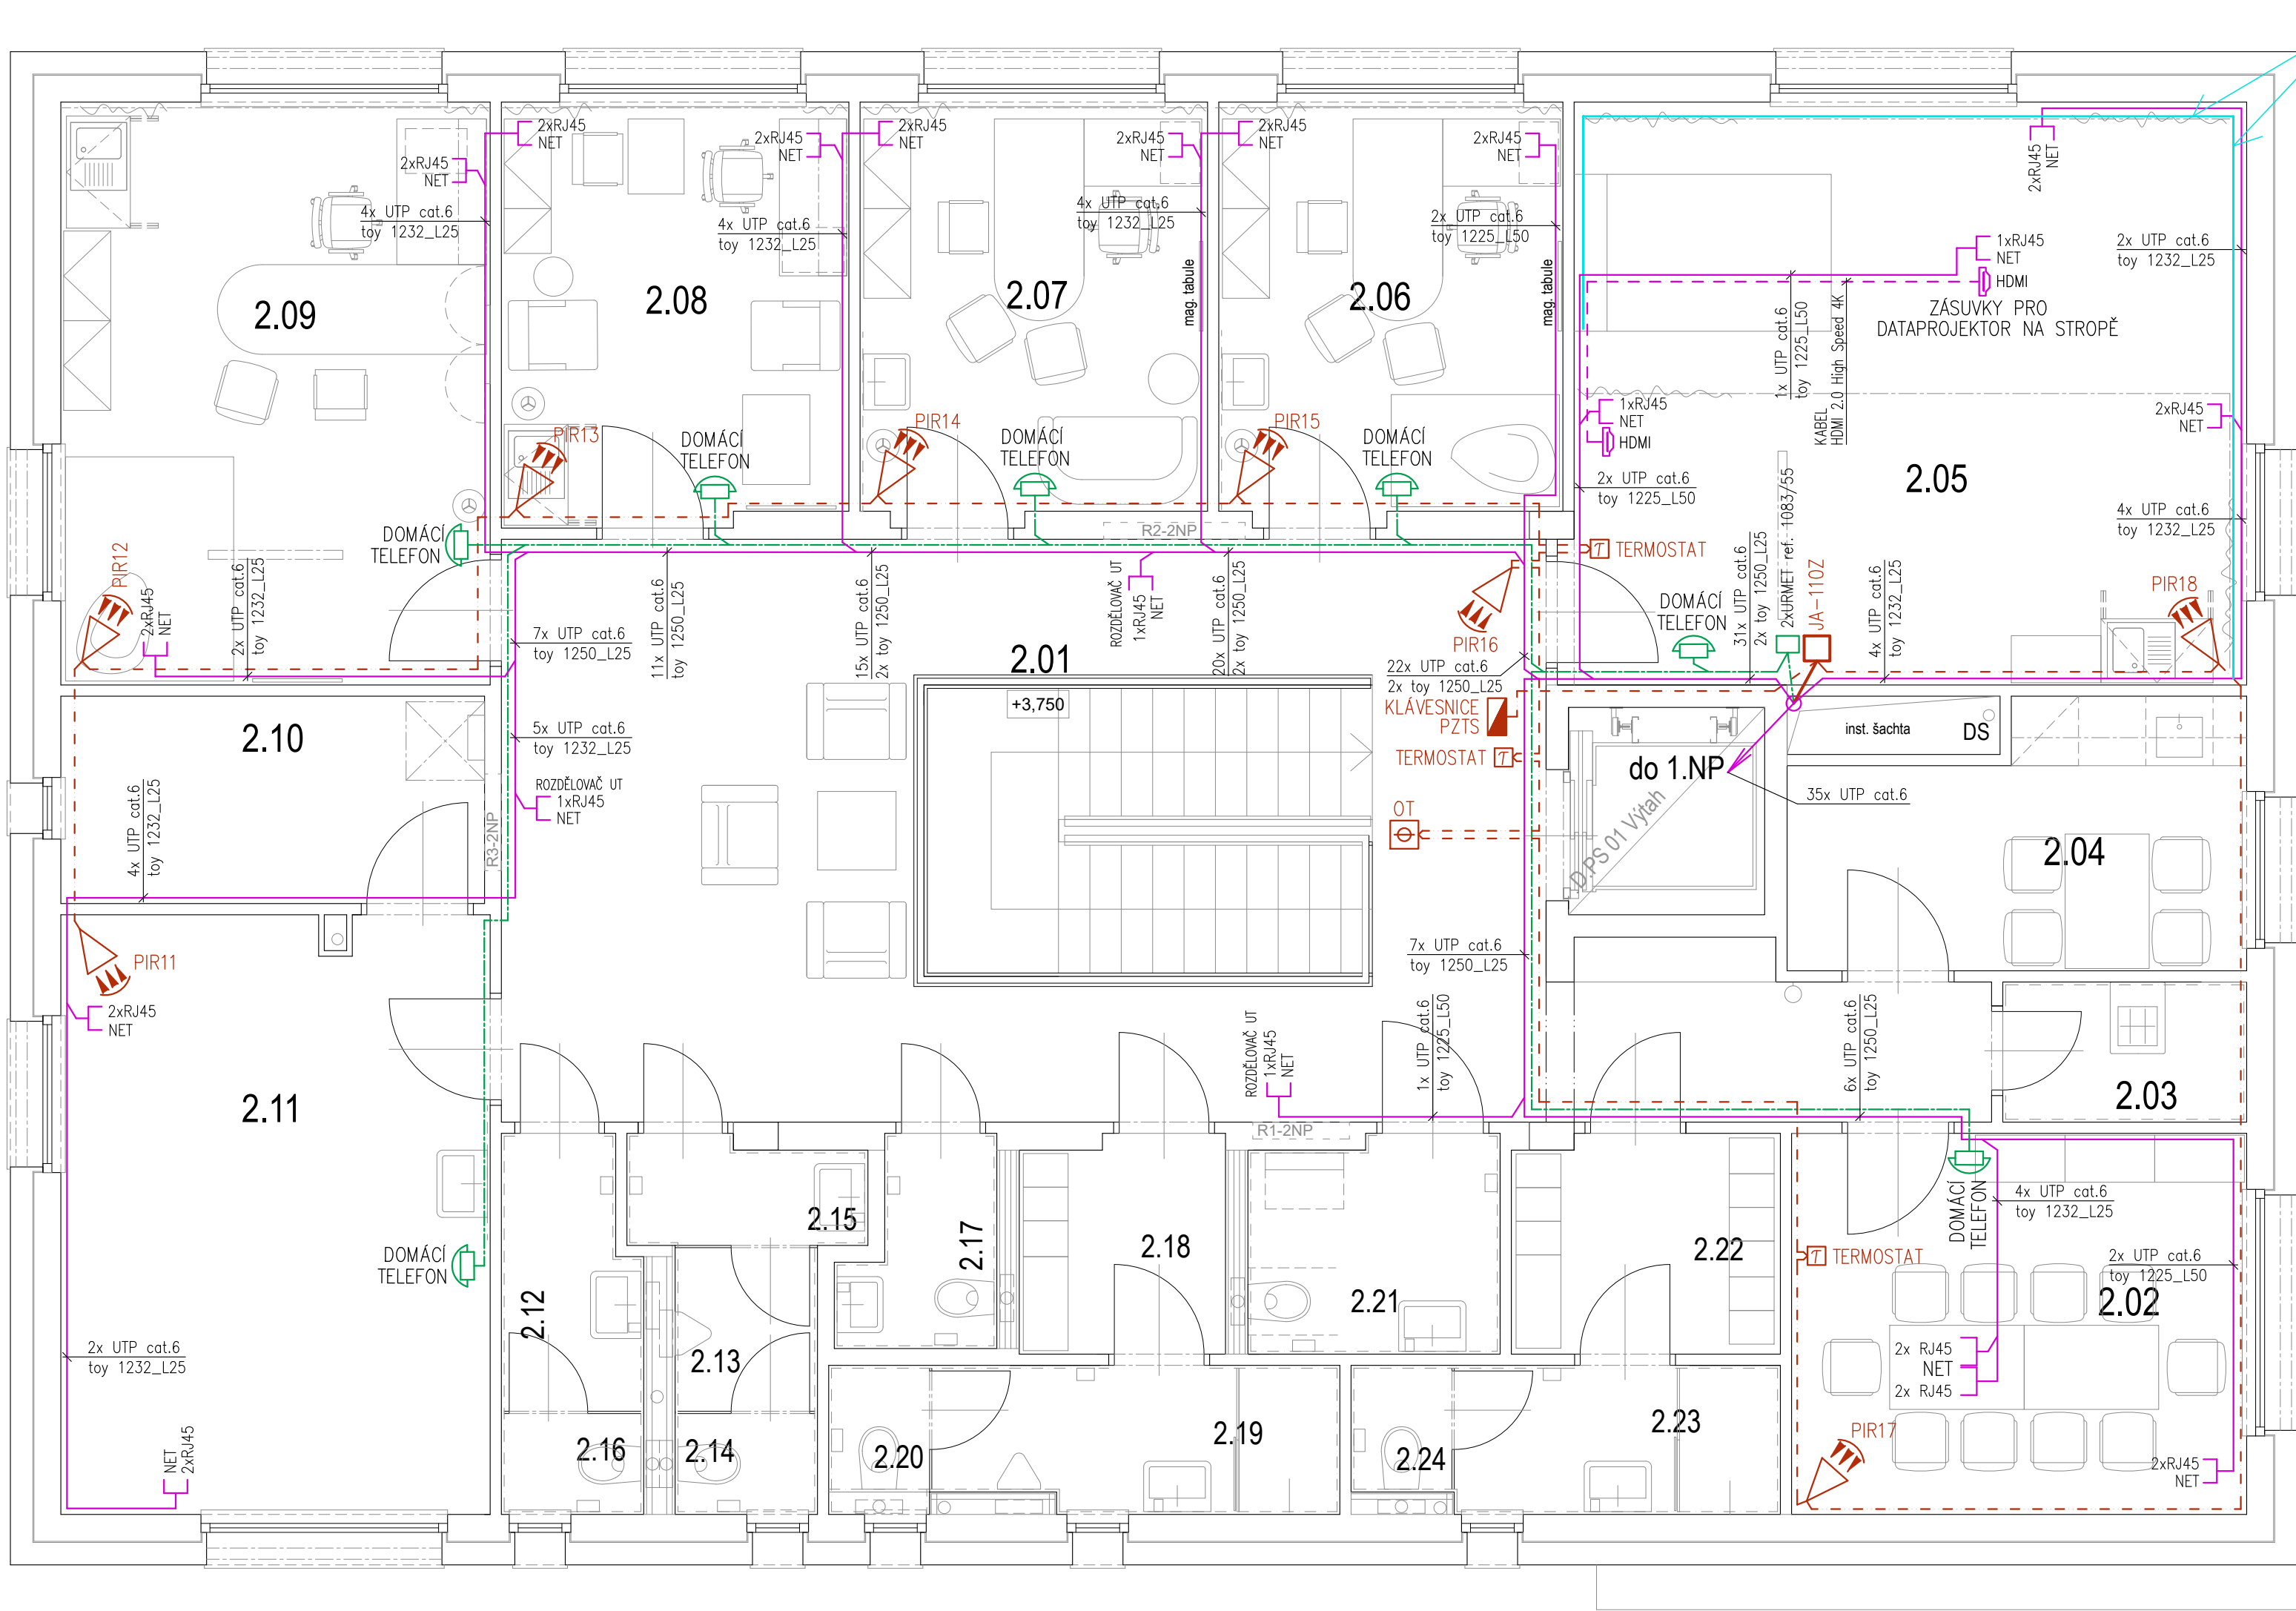 2xRJ45
NET
2xRJ45
NET
2xRJ45
NET
2xRJ45
NET
2xRJ45
NET
2xRJ45
NET
2xRJ45
NET
2xRJ45
NET
4x UTP cat.6
toy 1232_L25
4x UTP cat.6
toy 1232_L25
4x UTP cat.6
toy 1232_L25
2x UTP cat.6
toy 1225_L50
mag. tabule
mag. tabule
1xRJ45
NET
HDMI
2x UTP cat.6
toy 1232_L25
ZÁSUVKY PRO
DATAPROJEKTOR NA STROPĚ
1x UTP cat.6
toy 1225_L50
KABEL
HDMI 2.0 High Speed 4K
2.09
2.08
2.07
2.06
2.05
1xRJ45
NET
HDMI
2xRJ45
NET
PIR13
PIR14
PIR15
DOMÁCÍ
TELEFON
DOMÁCÍ
TELEFON
DOMÁCÍ
TELEFON
2x UTP cat.6
toy 1225_L50
4x UTP cat.6
toy 1232_L25
DOMÁCÍ
TELEFON
R2-2NP
PIR12
2xRJ45
NET
2x UTP cat.6
toy 1232_L25
11x UTP cat.6
toy 1250_L25
15x UTP cat.6
2x toy 1250_L25
ROZDĚLOVAČ UT
1xRJ45
NET
20x UTP cat.6
2x toy 1250_L25
TERMOSTAT
31x UTP cat.6
2x toy 1250_L25
2xURMET ref. 1083/55
JA-110Z
4x UTP cat.6
toy 1232_L25
PIR18
DOMÁCÍ
TELEFON
7x UTP cat.6
toy 1250_L25
2.01
PIR16
22x UTP cat.6
2x toy 1250_L25
+3,750
KLÁVESNICE
PZTS
TERMOSTAT
inst. šachta
DS
2.10
5x UTP cat.6
toy 1232_L25
ROZDĚLOVAČ UT
1xRJ45
NET
R3-2NP
4x UTP cat.6
toy 1232_L25
do 1.NP
35x UTP cat.6
D.PS 01 Výtah
OT
2.04
PIR11
2xRJ45
NET
7x UTP cat.6
toy 1250_L25
1x UTP cat.6
toy 1225_L50
ROZDĚLOVAČ UT
1xRJ45
NET
6x UTP cat.6
toy 1250_L25
2.11
2.03
R1-2NP
DOMÁCÍ
TELEFON
4x UTP cat.6
toy 1232_L25
DOMÁCÍ
TELEFON
2.15
2.17
2.18
2.22
TERMOSTAT
2x UTP cat.6
toy 1225_L50
2.12
2.21
2.02
2x UTP cat.6
toy 1232_L25
2.13
2x RJ45
NET
2x RJ45
NET
2xRJ45
2.16
2.14
2.20
2.19
2.24
2.23
PIR17
2xRJ45
NET